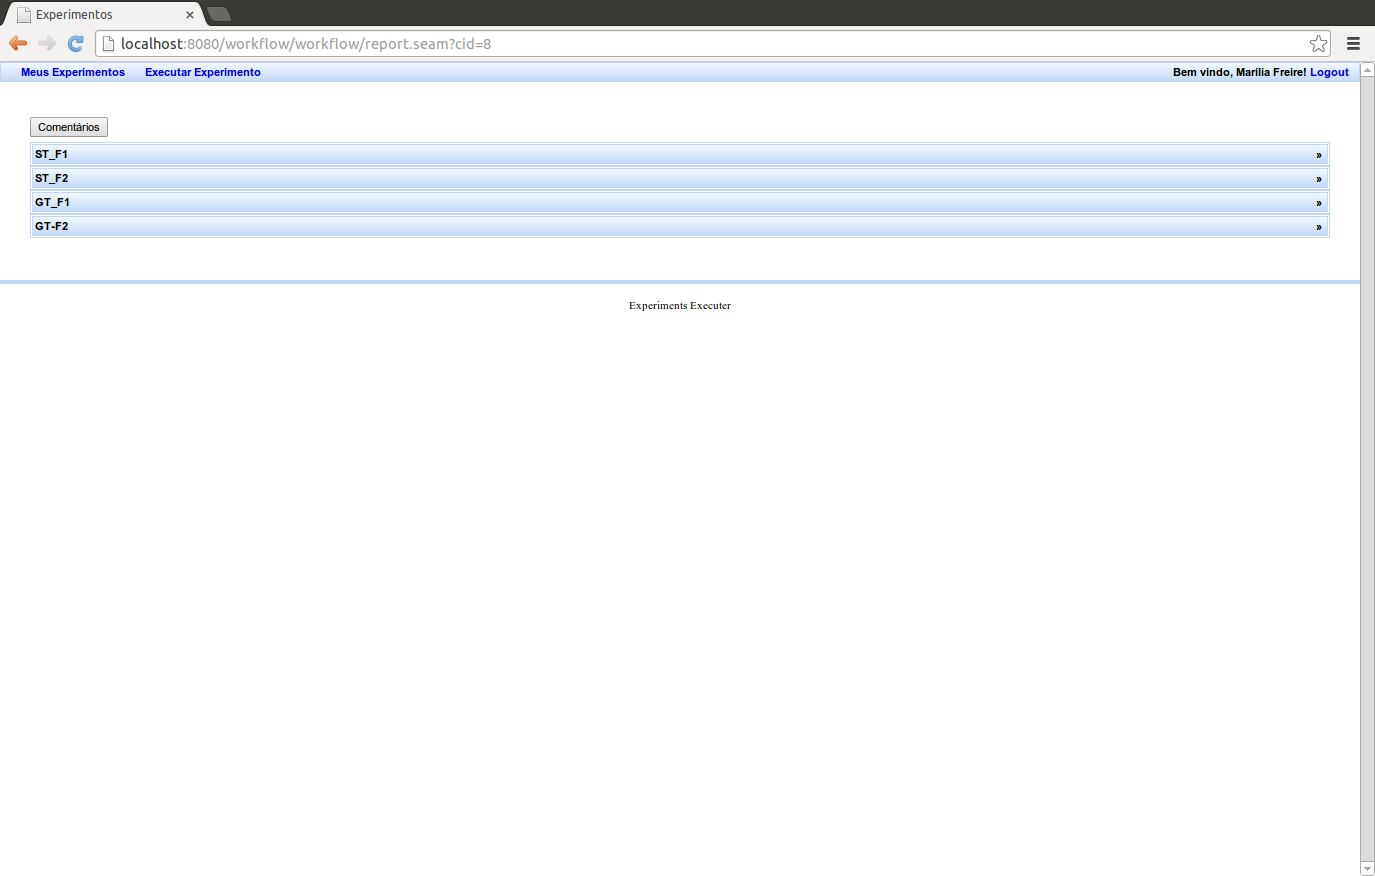 Experimentos
localhost:8080/workflow/workflow/report.seam?cid=8
Meus Experimentos Executar Experimento Bem vindo, Marília Freire! Logout
Comentários
ST_F1 »
ST_F2 »
GT_F1 »
GT-F2 »
Experiments Executer